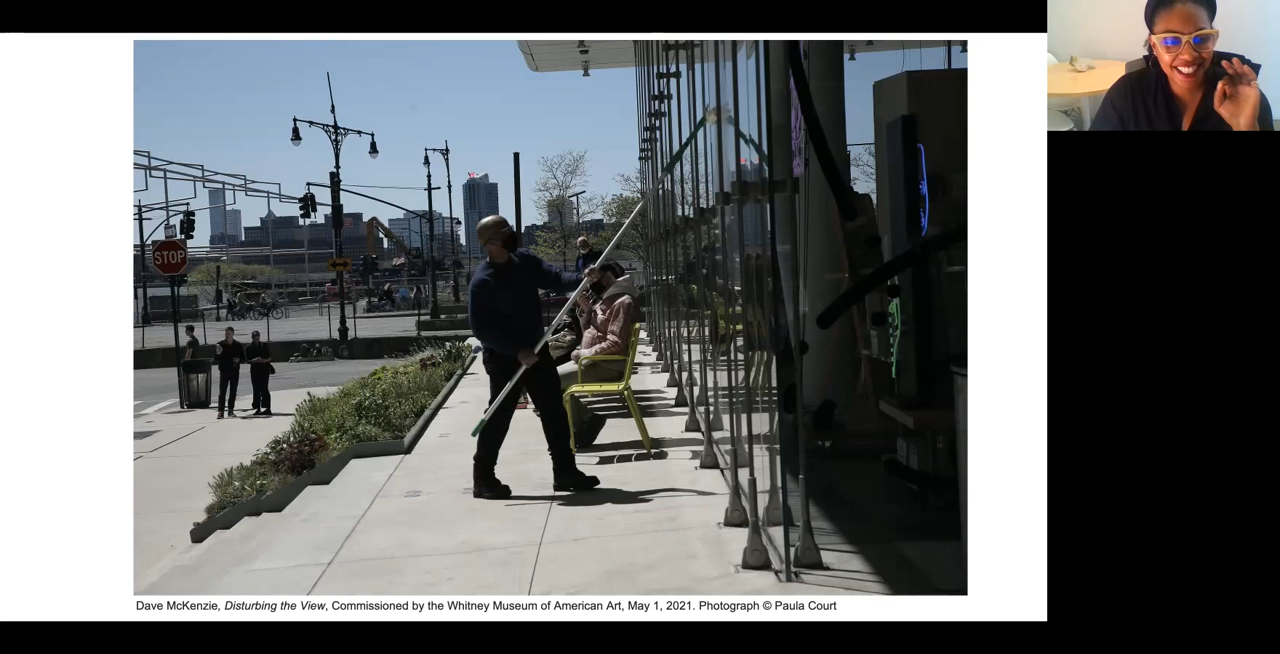 STOP
Dave McKenzie, Disturbing the View, Commissioned by the Whitney Museum of American Art, May 1, 2021. Photograph © Paula Court